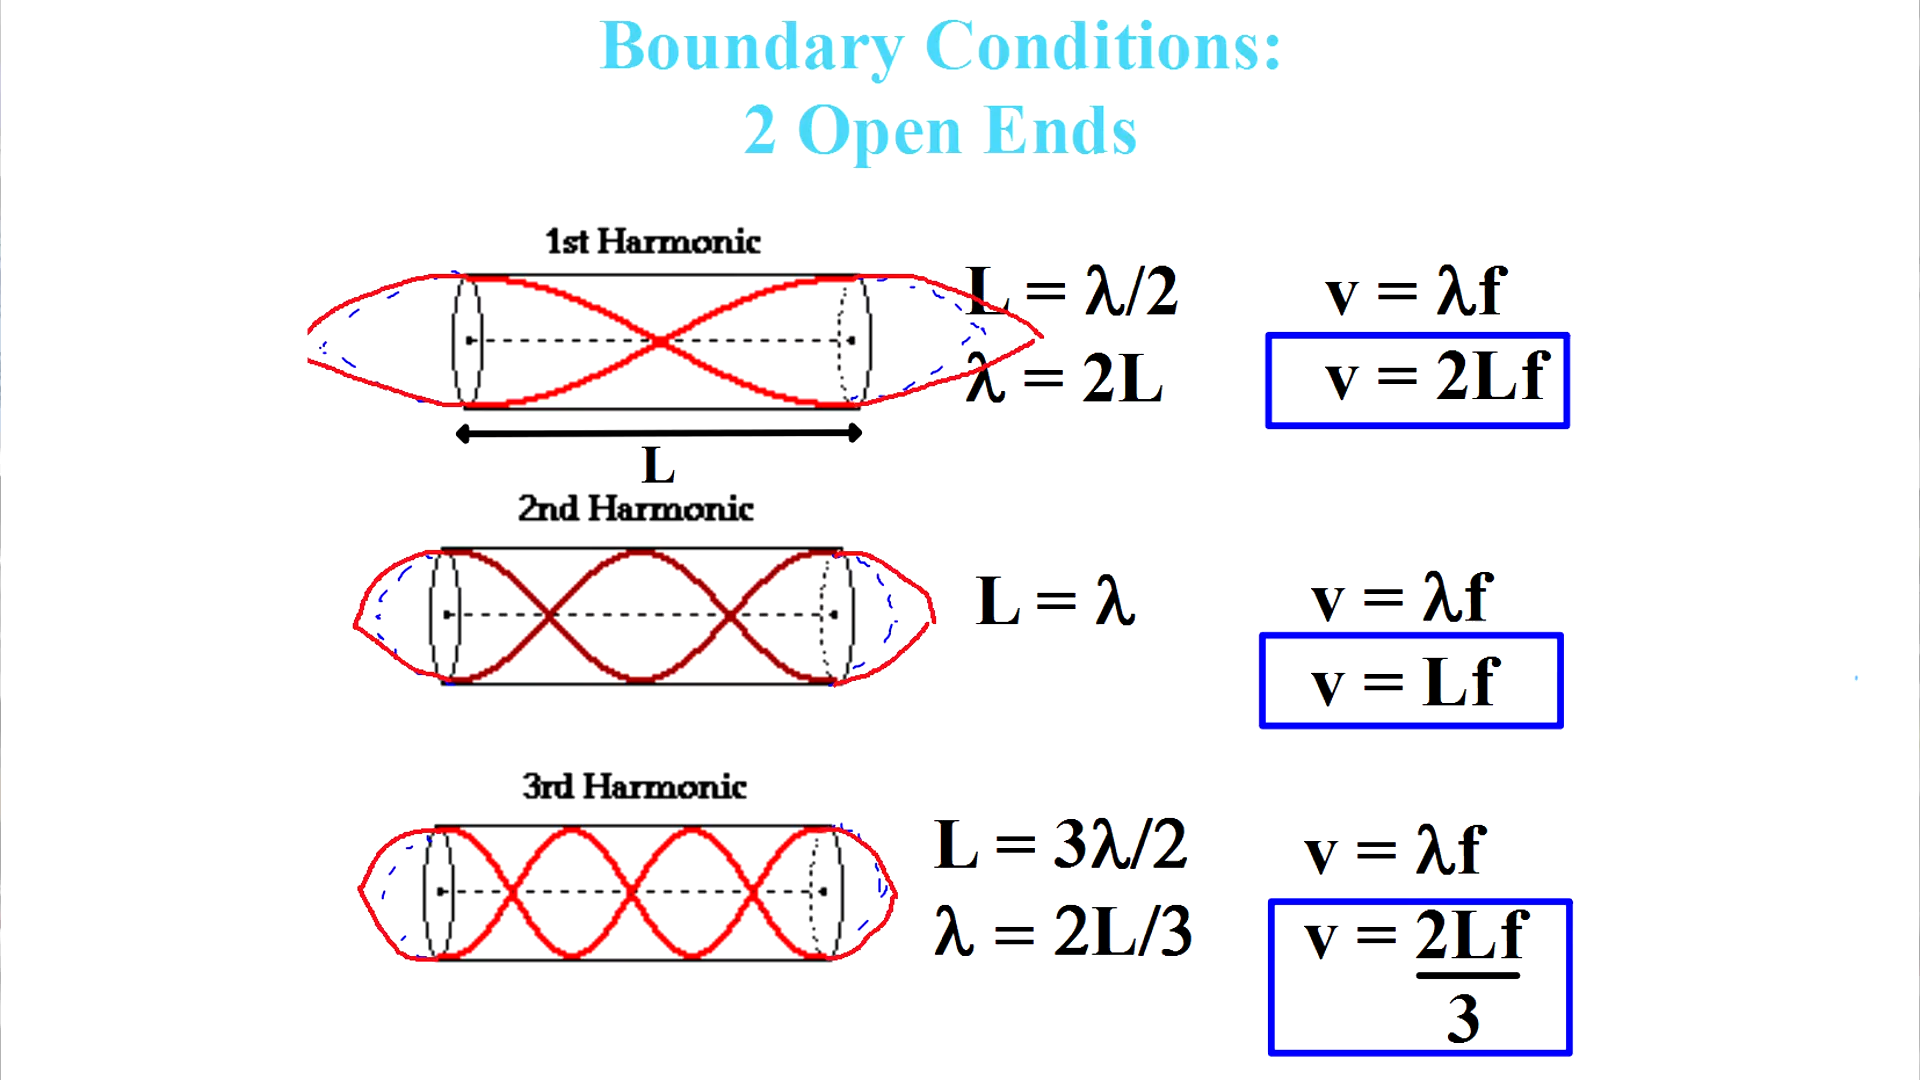 Boundary Conditions:
2 Open Ends
1st Harmonic
L = λ/2
v = λf
λ = 2L
v = 2Lf
L
2nd Harmonic
L = λ
v = λf
v = Lf
3rd Harmonic
L = 3λ/2
v = λf
λ = 2L/3
v = 2Lf
3